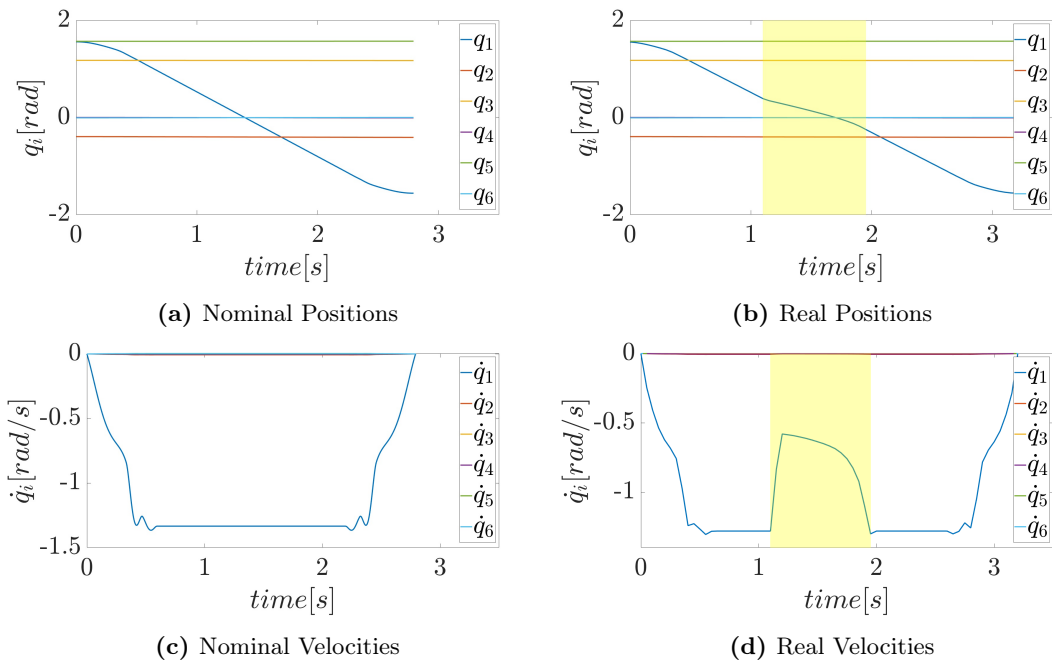 2
0
-2
q_i[rad]
0 1 2 3
time[s]
q_1
q_2
q_3
q_4
q_5
q_6
(a) Nominal Positions
2
0
-2
q_i[rad]
0 1 2 3
time[s]
q_1
q_2
q_3
q_4
q_5
q_6
(b) Real Positions
0
-0.5
-1
-1.5
q̇_i[rad/s]
0 1 2 3
time[s]
q̇_1
q̇_2
q̇_3
q̇_4
q̇_5
q̇_6
(c) Nominal Velocities
0
-0.5
-1
q̇_i[rad/s]
0 1 2 3
time[s]
q̇_1
q̇_2
q̇_3
q̇_4
q̇_5
q̇_6
(d) Real Velocities